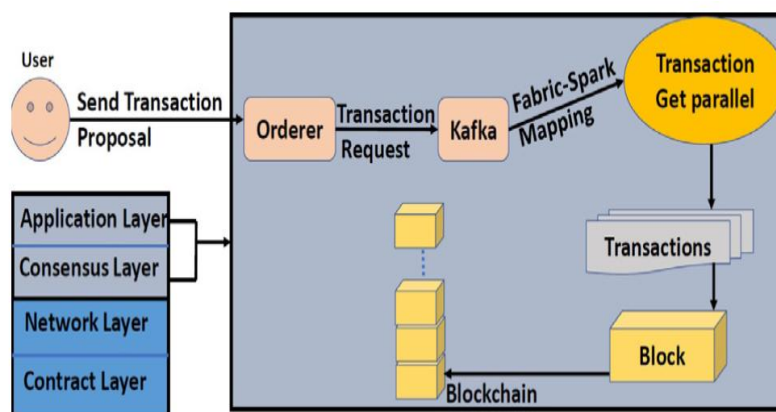 User
Send Transaction
Proposal
Orderer
Transaction
Request
Kafka
Fabric-Spark
Mapping
Transaction
Get parallel
Application Layer
Consensus Layer
Network Layer
Contract Layer
Transactions
Block
Blockchain